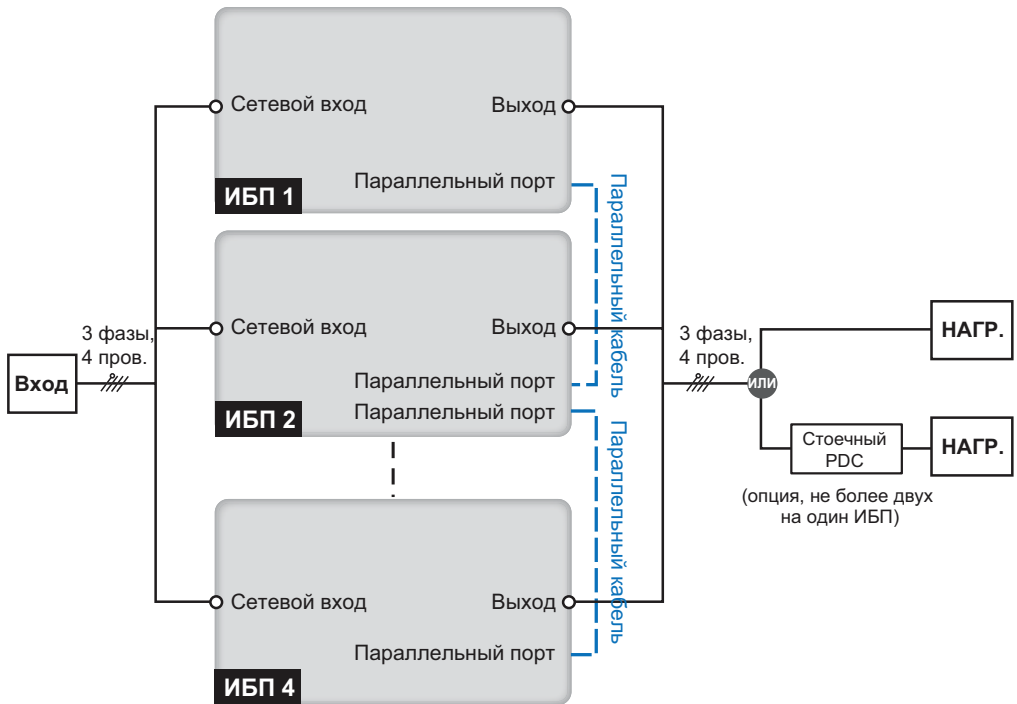 Сетевой вход
Выход
Параллельный порт
ИБП 1
Параллельный кабель
Сетевой вход
Выход
Параллельный порт
Параллельный порт
ИБП 2
Параллельный кабель
3 фазы,
4 пров.
Вход
3 фазы,
4 пров.
ИЛИ
НАГР.
Стоечный
PDC
НАГР.
(опция, не более двух
на один ИБП)
Сетевой вход
Выход
Параллельный порт
ИБП 4